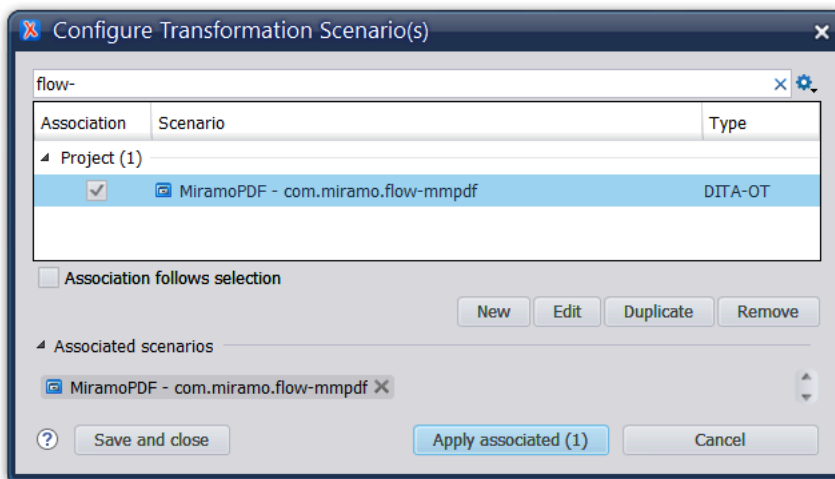 Configure Transformation Scenario(s)
flow-
Association Scenario Type
Project (1)
MiramoPDF - com.miramo.flow-mmpdf DITA-OT
Association follows selection
New Edit Duplicate Remove
Associated scenarios
MiramoPDF - com.miramo.flow-mmpdf
? Save and close Apply associated (1) Cancel